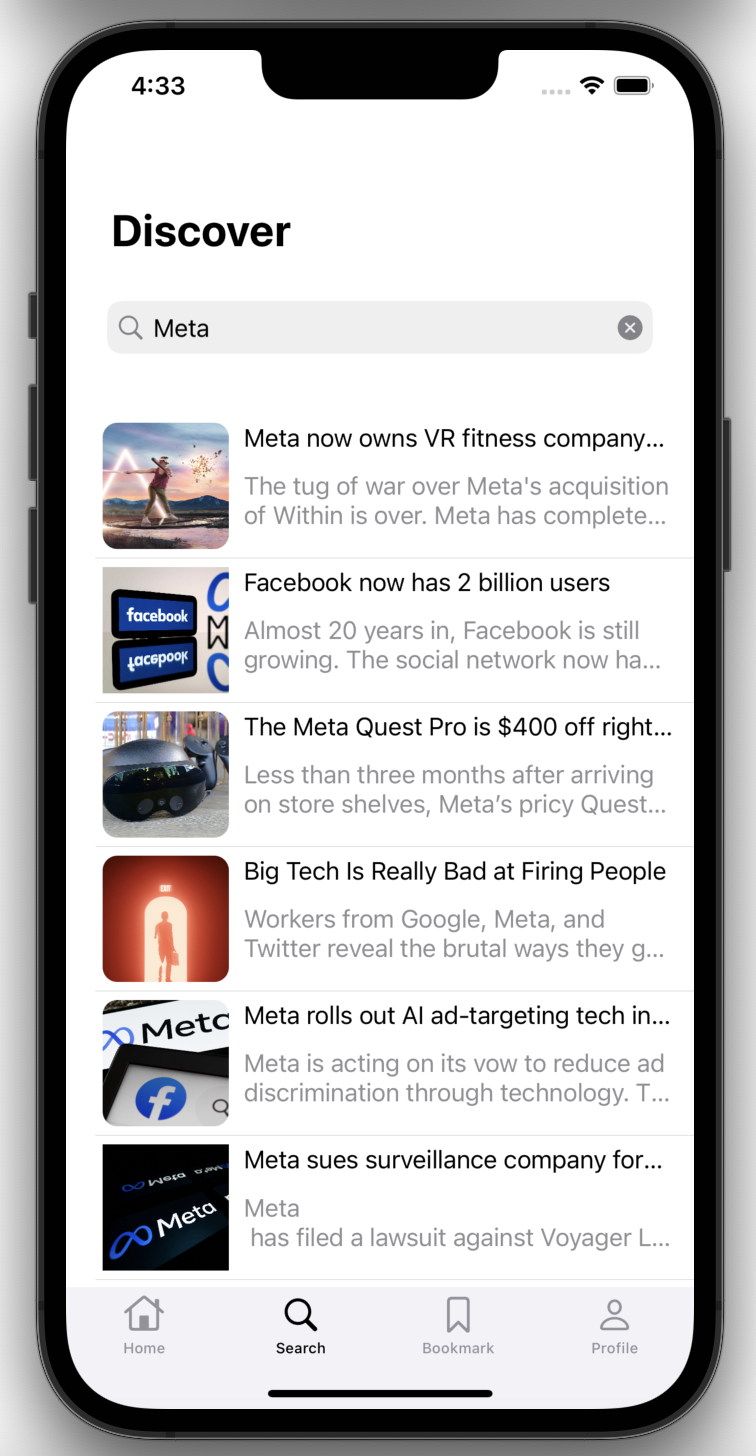 4:33
Discover
Meta
Meta now owns VR fitness company...
The tug of war over Meta's acquisition
of Within is over. Meta has complete...
facebook
facebook
Facebook now has 2 billion users
Almost 20 years in, Facebook is still
growing. The social network now ha...
The Meta Quest Pro is $400 off right...
Less than three months after arriving
on store shelves, Meta’s pricy Quest...
EXIT
Big Tech Is Really Bad at Firing People
Workers from Google, Meta, and
Twitter reveal the brutal ways they g...
Meta
Meta rolls out AI ad-targeting tech in...
Meta is acting on its vow to reduce ad
discrimination through technology. T...
Meta
Meta
Meta sues surveillance company for...
Meta
has filed a lawsuit against Voyager L...
Home
Search
Bookmark
Profile